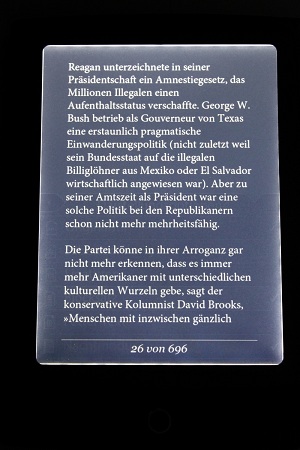 Reagan unterzeichnete in seiner
Präsidentschaft ein Amnestiegesetz, das
Millionen Illegalen einen
Aufenthaltsstatus verschaffte. George W.
Bush betrieb als Gouverneur von Texas
eine erstaunlich pragmatische
Einwanderungspolitik (nicht zuletzt weil
sein Bundesstaat auf die illegalen
Billiglöhner aus Mexiko oder El Salvador
wirtschaftlich angewiesen war). Aber zu
seiner Amtszeit als Präsident war eine
solche Politik bei den Republikanern
schon nicht mehr mehrheitsfähig.
Die Partei könne in ihrer Arroganz gar
nicht mehr erkennen, dass es immer
mehr Amerikaner mit unterschiedlichen
kulturellen Wurzeln gebe, sagt der
konservative Kolumnist David Brooks,
»Menschen mit inzwischen gänzlich
26 von 696